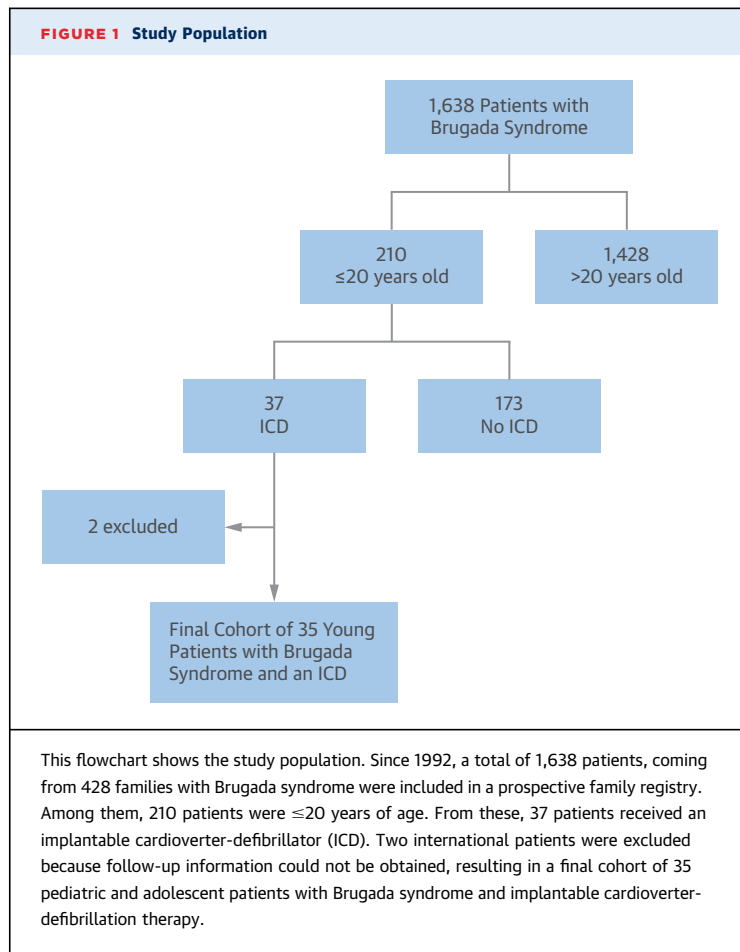 FIGURE 1 Study Population
1,638 Patients with
Brugada Syndrome
210
≤20 years old
1,428
>20 years old
37
ICD
173
No ICD
2 excluded
Final Cohort of 35 Young
Patients with Brugada
Syndrome and an ICD
This flowchart shows the study population. Since 1992, a total of 1,638 patients, coming
from 428 families with Brugada syndrome were included in a prospective family registry.
Among them, 210 patients were ≤20 years of age. From these, 37 patients received an
implantable cardioverter-defibrillator (ICD). Two international patients were excluded
because follow-up information could not be obtained, resulting in a final cohort of 35
pediatric and adolescent patients with Brugada syndrome and implantable cardioverter-
defibrillation therapy.